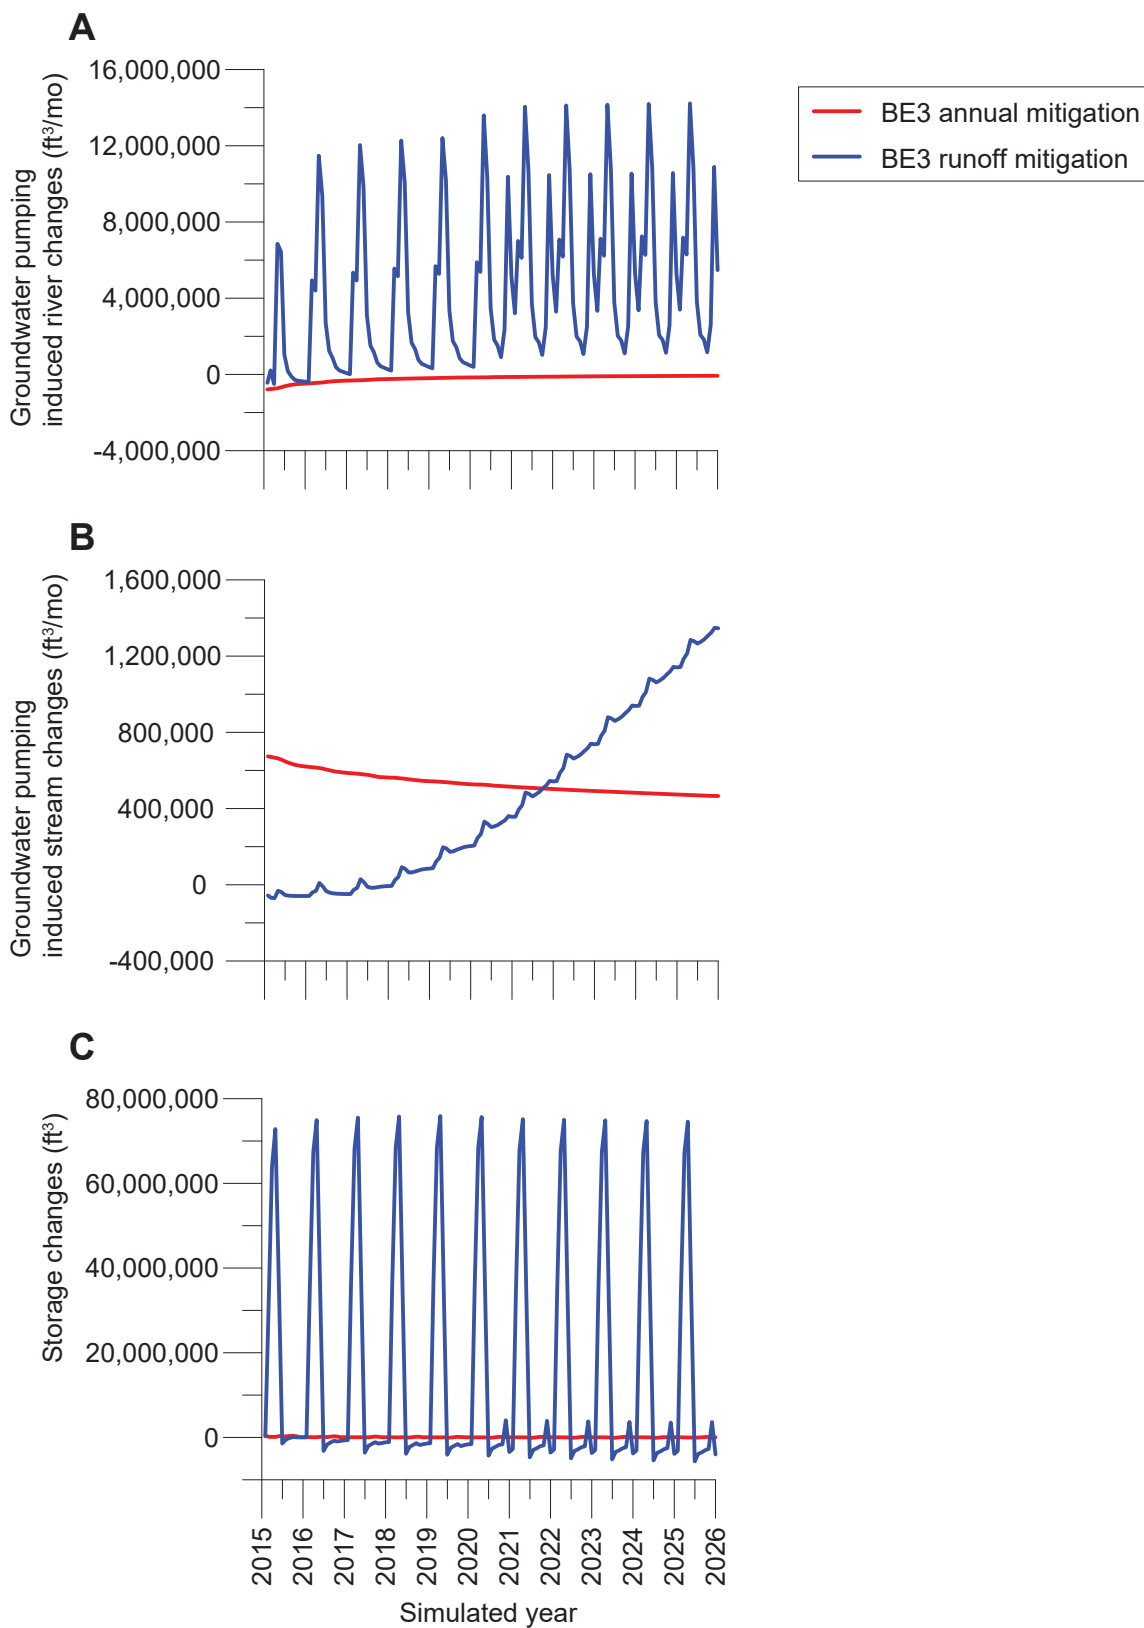 A
Groundwater pumping
induced river changes (ft³/mo)
16,000,000
12,000,000
8,000,000
4,000,000
0
-4,000,000
BE3 annual mitigation
BE3 runoff mitigation
B
Groundwater pumping
induced stream changes (ft³/mo)
1,600,000
1,200,000
800,000
400,000
0
-400,000
C
Storage changes (ft³)
80,000,000
60,000,000
40,000,000
20,000,000
0
2015
2016
2017
2018
2019
2020
2021
2022
2023
2024
2025
2026
Simulated year